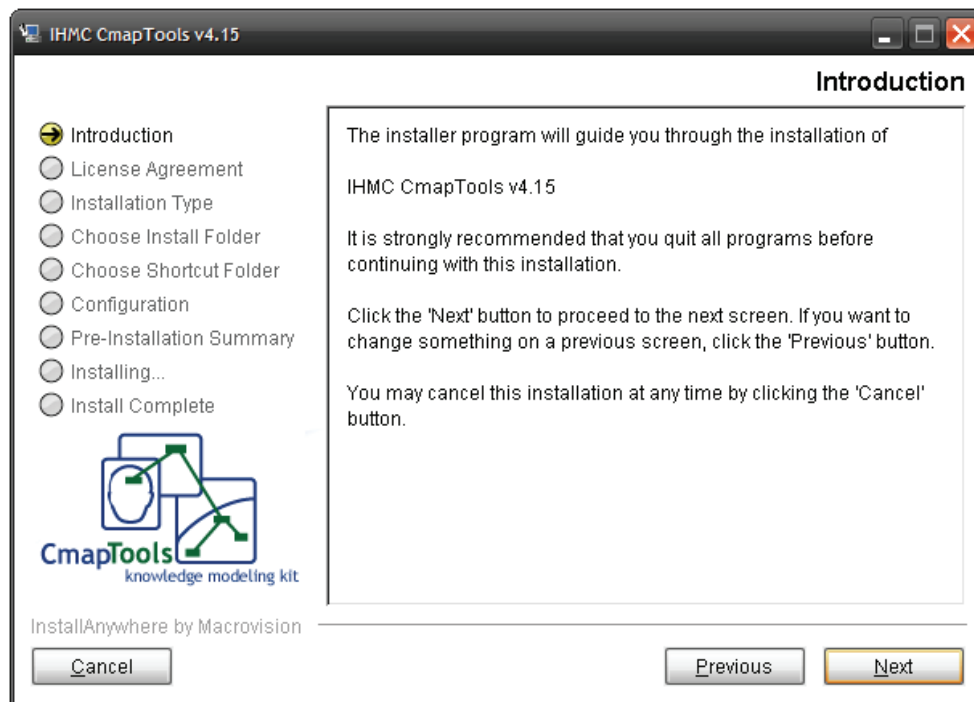 IHMC CmapTools v4.15
Introduction
Introduction
License Agreement
Installation Type
Choose Install Folder
Choose Shortcut Folder
Configuration
Pre-Installation Summary
Installing...
Install Complete
CmapTools
knowledge modeling kit
The installer program will guide you through the installation of
IHMC CmapTools v4.15
It is strongly recommended that you quit all programs before
continuing with this installation.
Click the 'Next' button to proceed to the next screen. If you want to
change something on a previous screen, click the 'Previous' button.
You may cancel this installation at any time by clicking the 'Cancel'
button.
InstallAnywhere by Macrovision
Cancel
Previous
Next